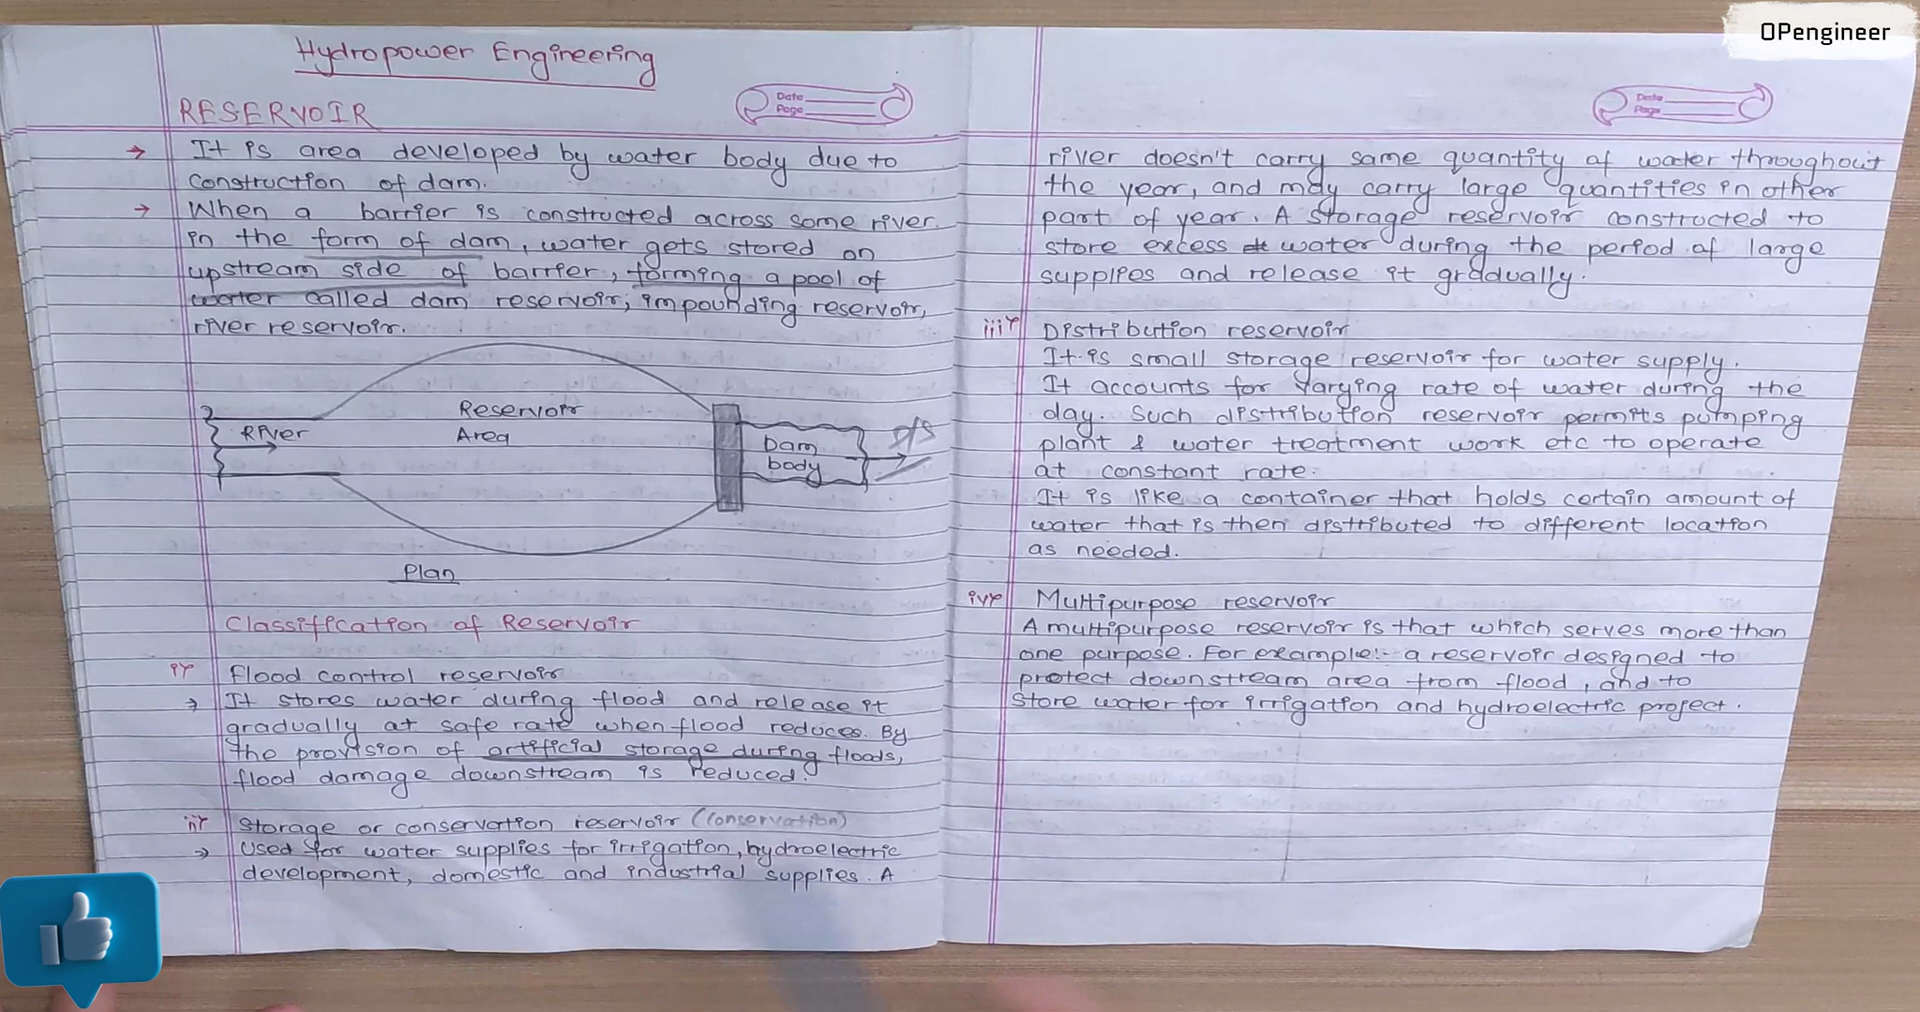 OPengineer
Hydropower Engineering
Date
Page
RESERVOIR
→ It is area developed by water body due to
construction of dam.
→ When a barrier is constructed across some river
in the form of dam, water gets stored on
upstream side of barrier, forming a pool of
water called dam reservoir, impounding reservoir,
river reservoir.
Reservoir
Area
River
Dam
body
D/S
Plan
Classification of Reservoir
i) Flood control reservoir
→ It stores water during flood and release it
gradually at safe rate when flood reduces. By
the provision of artificial storage during floods,
flood damage downstream is reduced.
ii) Storage or conservation reservoir (conservation)
→ Used for water supplies for irrigation, hydroelectric
development, domestic and industrial supplies. A
Date
Page
river doesn't carry same quantity of water throughout
the year, and may carry large quantities in other
part of year. A storage reservoir constructed to
store excess water during the period of large
supplies and release it gradually.
iii) Distribution reservoir
It is small storage reservoir for water supply.
It accounts for varying rate of water during the
day. Such distribution reservoir permits pumping
plant & water treatment work etc to operate
at constant rate.
It is like a container that holds certain amount of
water that is then distributed to different location
as needed.
iv) Multipurpose reservoir
A multipurpose reservoir is that which serves more than
one purpose. For example:- a reservoir designed to
protect downstream area from flood, and to
store water for irrigation and hydroelectric project.